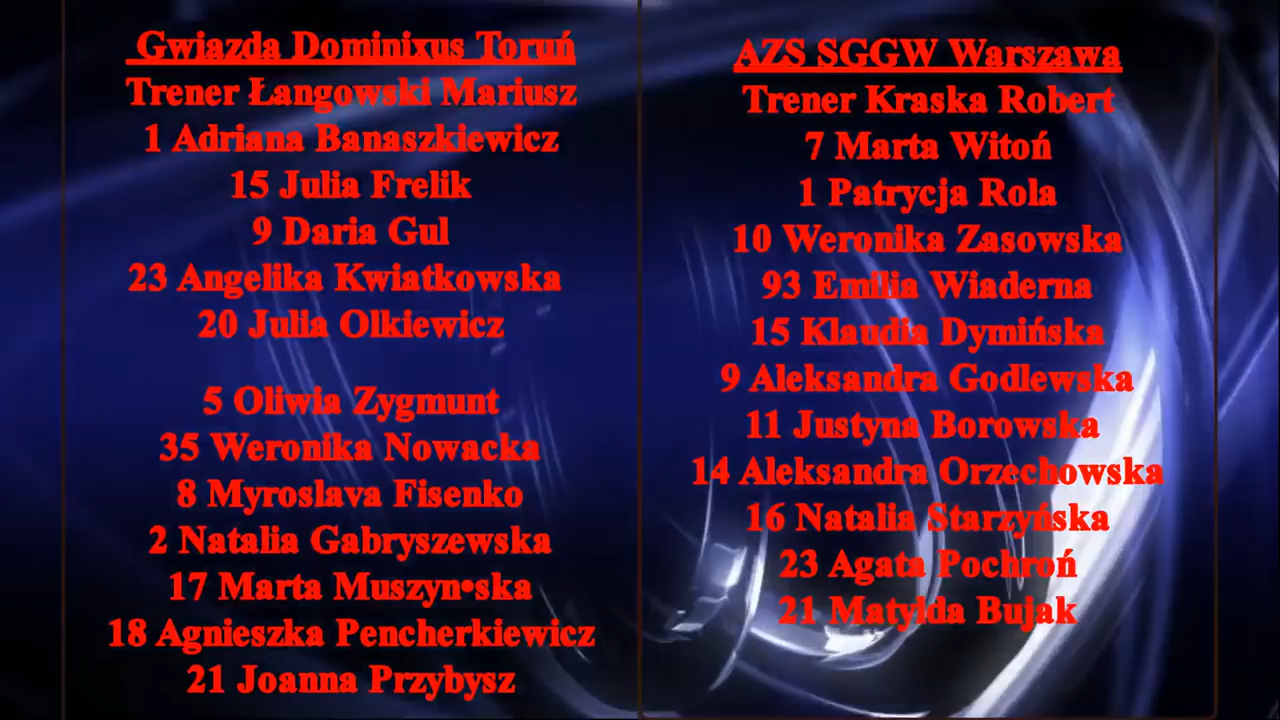 Gwiazda Dominixus Toruń
Trener Łangowski Mariusz
1 Adriana Banaszkiewicz
15 Julia Frelik
9 Daria Gul
23 Angelika Kwiatkowska
20 Julia Olkiewicz
5 Oliwia Zygmunt
35 Weronika Nowacka
8 Myroslava Fisenko
2 Natalia Gabryszewska
17 Marta Muszyn•ska
18 Agnieszka Pencherkiewicz
21 Joanna Przybysz
AZS SGGW Warszawa
Trener Kraska Robert
7 Marta Witoń
1 Patrycja Rola
10 Weronika Zasowska
93 Emilia Wiaderna
15 Klaudia Dymińska
9 Aleksandra Godlewska
11 Justyna Borowska
14 Aleksandra Orzechowska
16 Natalia Starzyńska
23 Agata Pochroń
21 Matylda Bujak